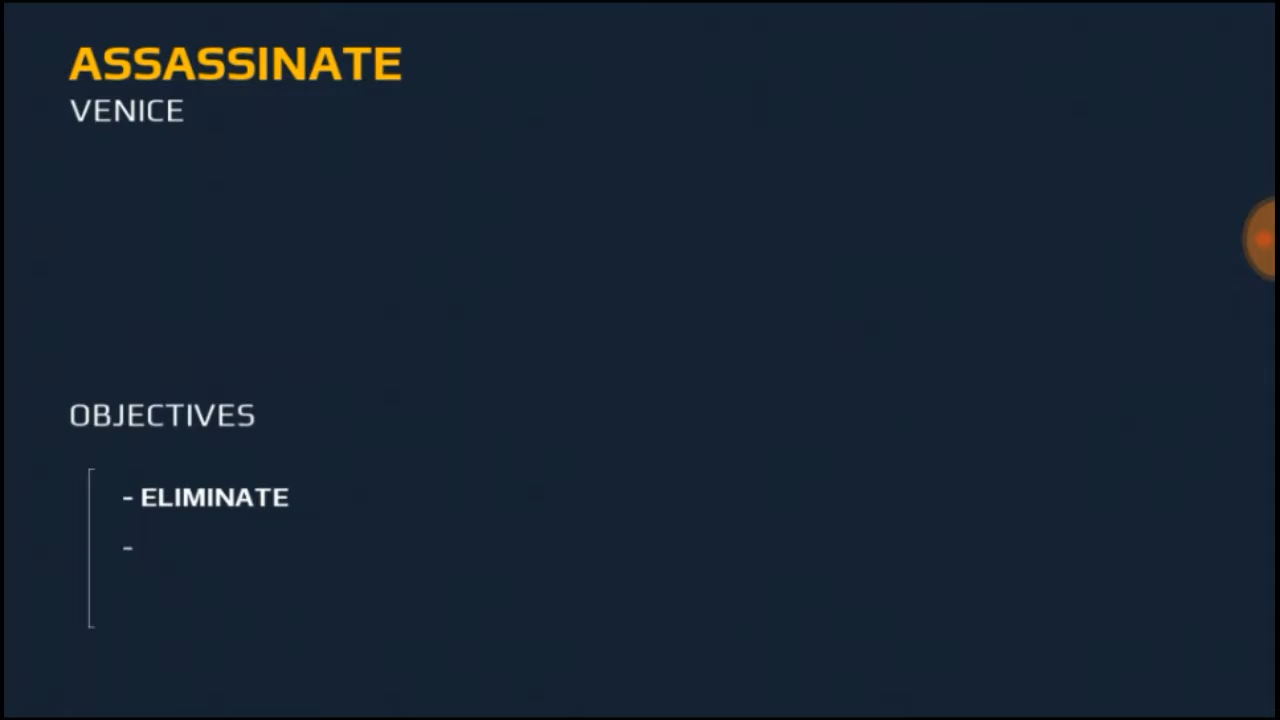 ASSASSINATE
VENICE
OBJECTIVES
- ELIMINATE
-